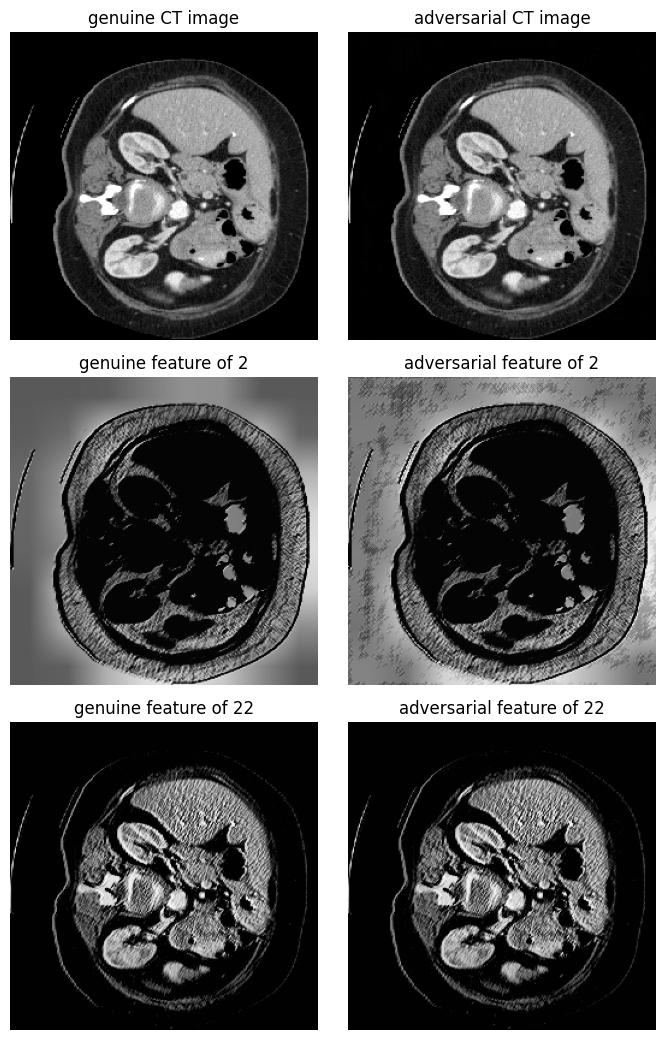 genuine CT image
adversarial CT image
genuine feature of 2
adversarial feature of 2
genuine feature of 22
adversarial feature of 22